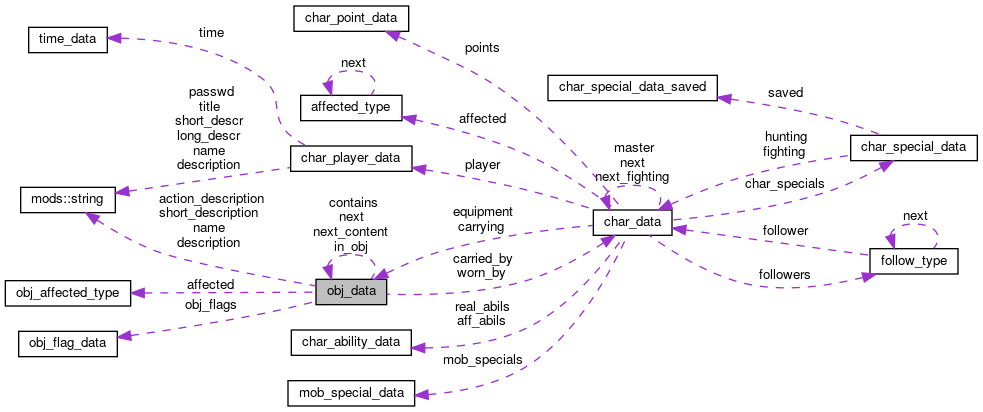 char_point_data
time_data
time
points
next
char_special_data_saved
saved
passwd
title
short_descr
long_descr
name
description
affected_type
affected
hunting
fighting
char_special_data
char_player_data
player
master
next
next_fighting
char_specials
mods::string
action_description
short_description
name
description
contains
next
next_content
in_obj
equipment
carrying
char_data
follower
next
follow_type
carried_by
worn_by
followers
obj_affected_type
affected
obj_data
obj_flags
real_abils
aff_abils
obj_flag_data
char_ability_data
mob_specials
mob_special_data